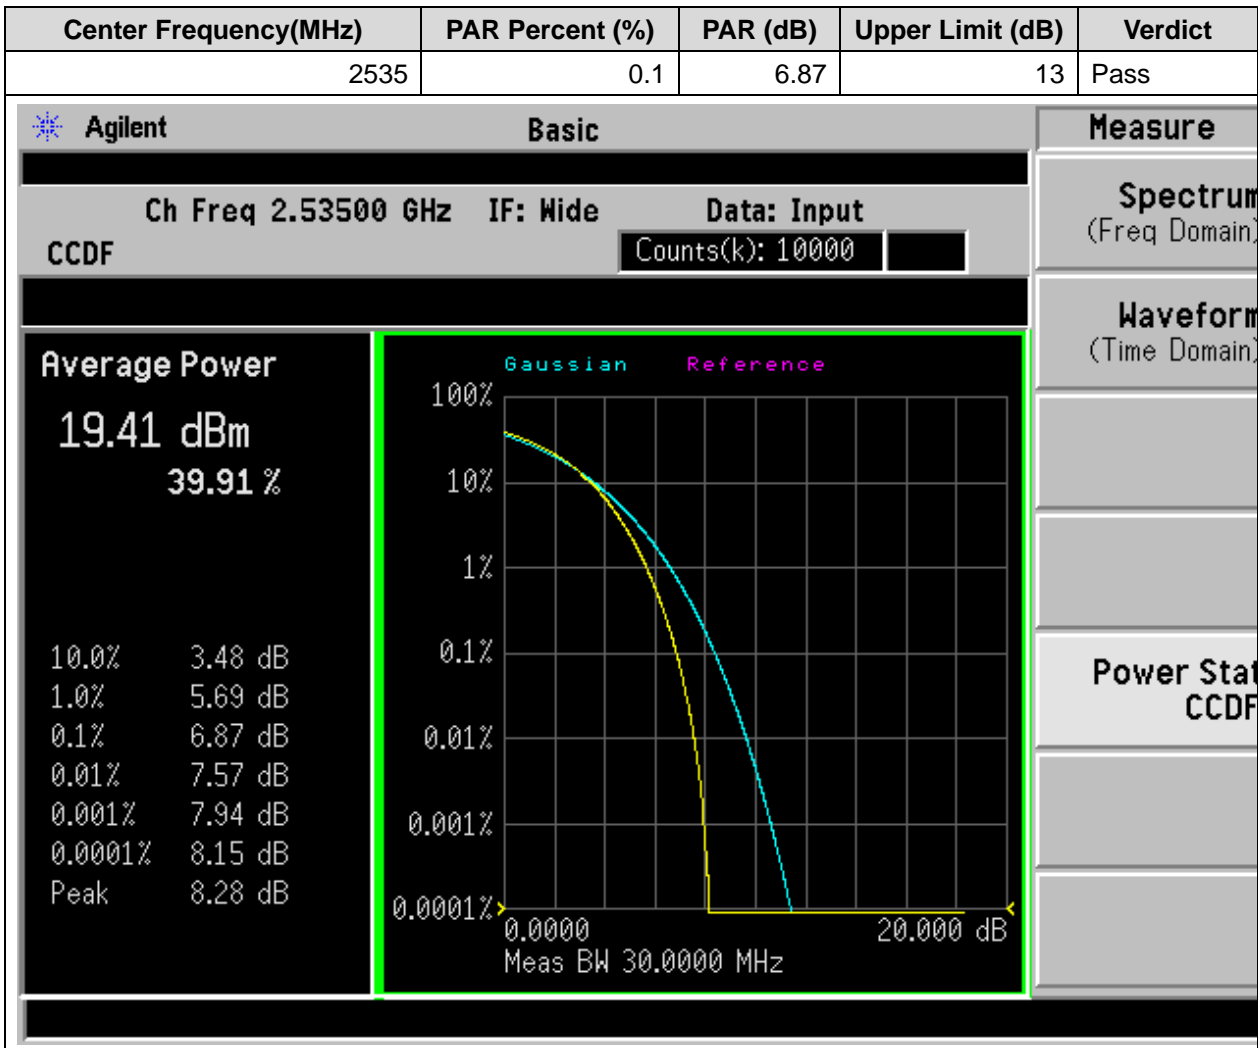 Center Frequency(MHz) PAR Percent (%) PAR (dB) Upper Limit (dB) Verdict
2535 0.1 6.87 13 Pass
Agilent Basic Measure
Ch Freq 2.53500 GHz IF: Wide Data: Input
CCDF Counts(k): 10000
Spectrum
(Freq Domain)
Waveform
(Time Domain)
Power Stat
CCDF
Average Power
19.41 dBm
39.91 %
10.0% 3.48 dB
1.0% 5.69 dB
0.1% 6.87 dB
0.01% 7.57 dB
0.001% 7.94 dB
0.0001% 8.15 dB
Peak 8.28 dB
Gaussian Reference
100%
10%
1%
0.1%
0.01%
0.001%
0.0001%
0.0000 20.000 dB
Meas BW 30.0000 MHz